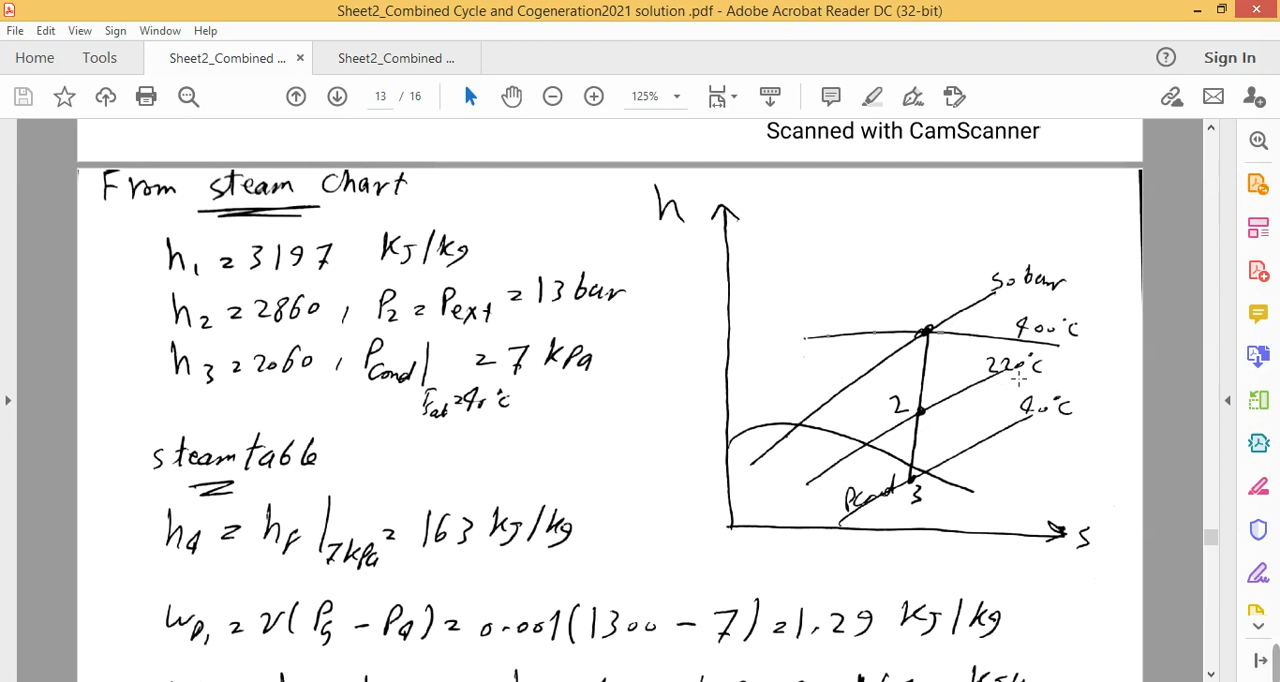 Sheet2_Combined Cycle and Cogeneration2021 solution .pdf - Adobe Acrobat Reader DC (32-bit)
File Edit View Sign Window Help
Home Tools Sheet2_Combined ... × Sheet2_Combined ... Sign In
13 / 16 125%
Scanned with CamScanner
From steam Chart
h1 = 3197 KJ/kg
h2 = 2860 , P2 = Pext = 13 bar
h3 = 2060 , Pcond| = 7 kPa
Tsat = 40°C
steam table
h4 = hf |7kPa = 163 KJ/kg
wp1 = v(P5 - P4) = 0.001(1300 - 7) = 1.29 KJ/kg
h
50 bar
400°C
220°C
2
40°C
Pcond
3
s